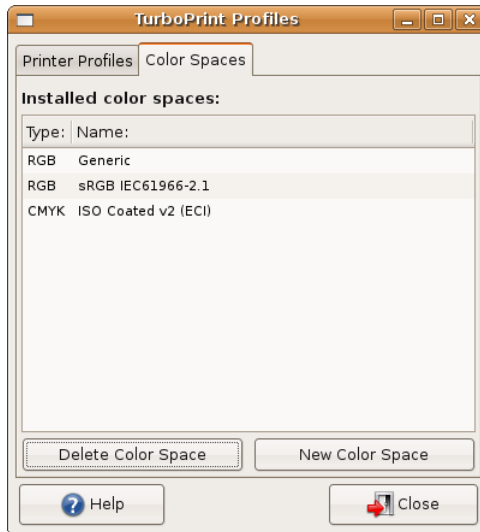 TurboPrint Profiles
Printer Profiles Color Spaces
Installed color spaces:
Type: Name:
RGB Generic
RGB sRGB IEC61966-2.1
CMYK ISO Coated v2 (ECI)
Delete Color Space New Color Space
Help Close